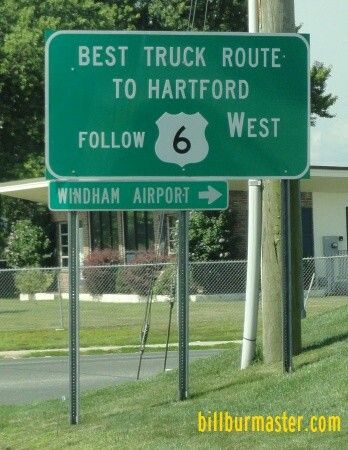 BEST TRUCK ROUTE
TO HARTFORD
FOLLOW 6 WEST
WINDHAM AIRPORT →
billburmaster.com